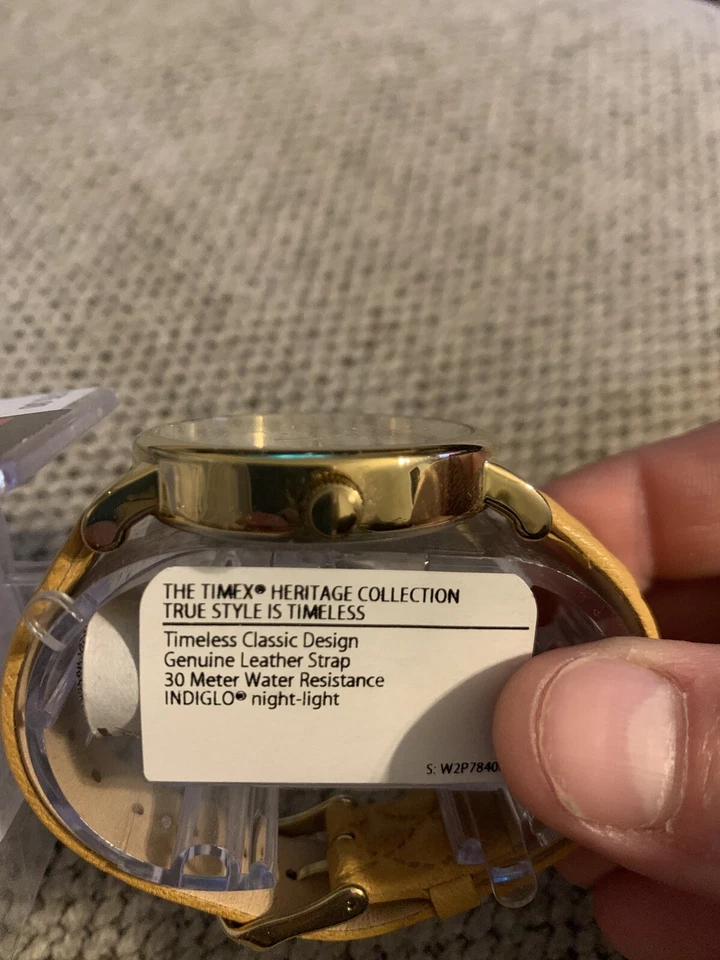 THE TIMEX® HERITAGE COLLECTION
TRUE STYLE IS TIMELESS
Timeless Classic Design
Genuine Leather Strap
30 Meter Water Resistance
INDIGLO® night-light
S: W2P7840